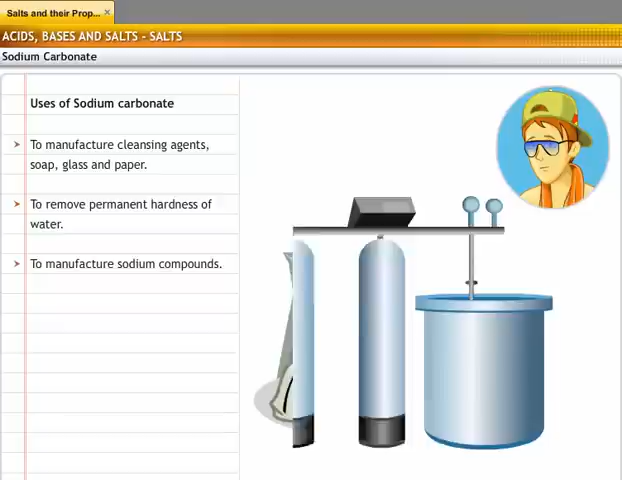 Salts and their Prop...
ACIDS, BASES AND SALTS - SALTS
Sodium Carbonate
Uses of Sodium carbonate
To manufacture cleansing agents,
soap, glass and paper.
To remove permanent hardness of
water.
To manufacture sodium compounds.